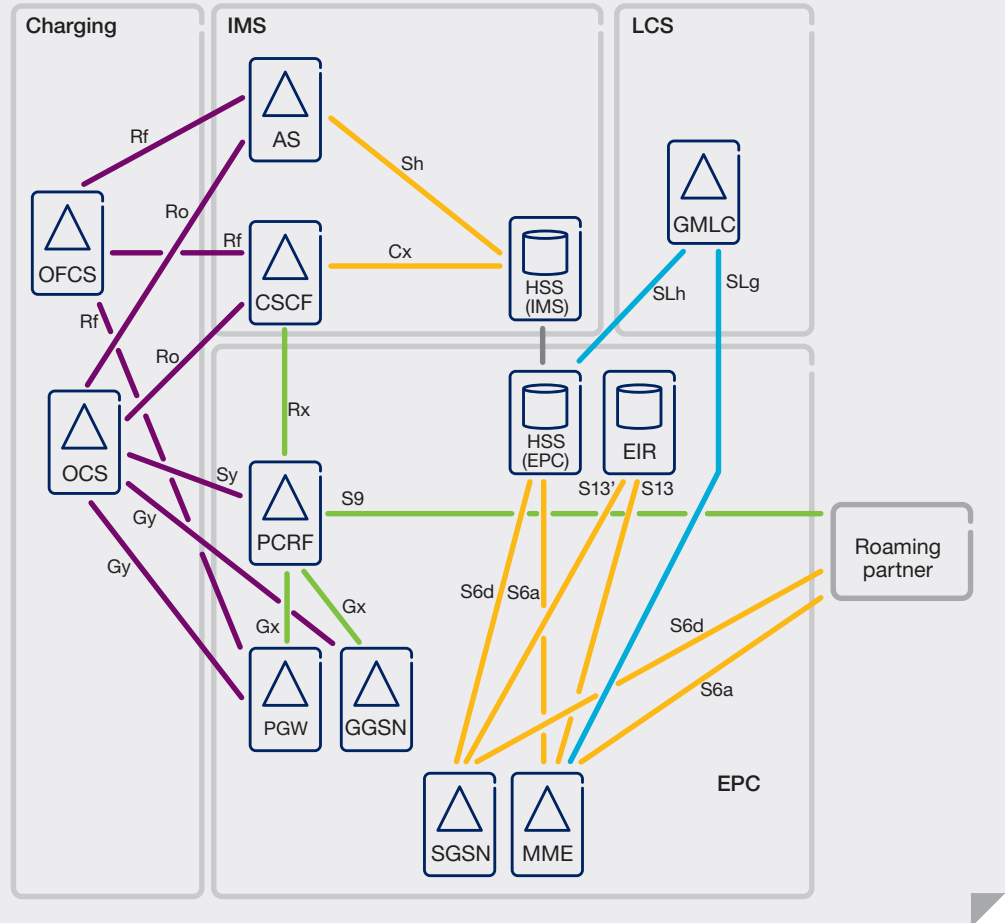 Charging
IMS
LCS
AS
Rf
Sh
Ro
GMLC
OFCS
Rf
Cx
CSCF
HSS
(IMS)
SLh
SLg
Rf
Ro
Rx
OCS
HSS
(EPC)
EIR
Sy
S9
S13’
S13
Gy
PCRF
Roaming
partner
Gy
S6d
S6a
Gx
Gx
S6d
PGW
GGSN
S6a
EPC
SGSN
MME